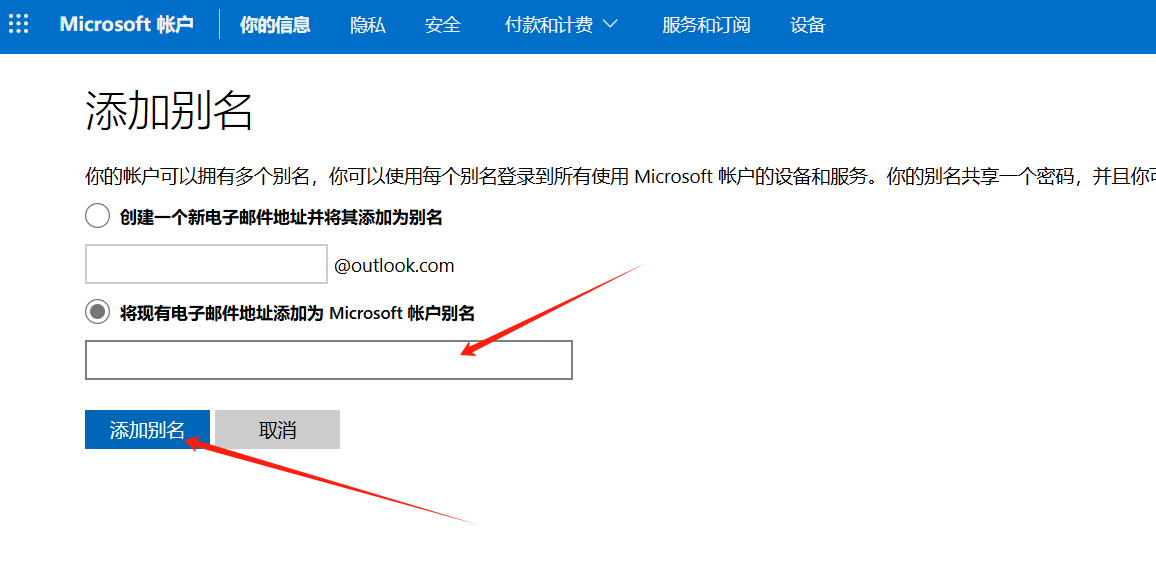 Microsoft 帐户 你的信息 隐私 安全 付款和计费 服务和订阅 设备
添加别名
你的帐户可以拥有多个别名，你可以使用每个别名登录到所有使用 Microsoft 帐户的设备和服务。你的别名共享一个密码，并且你
创建一个新电子邮件地址并将其添加为别名
@outlook.com
将现有电子邮件地址添加为 Microsoft 帐户别名
添加别名 取消